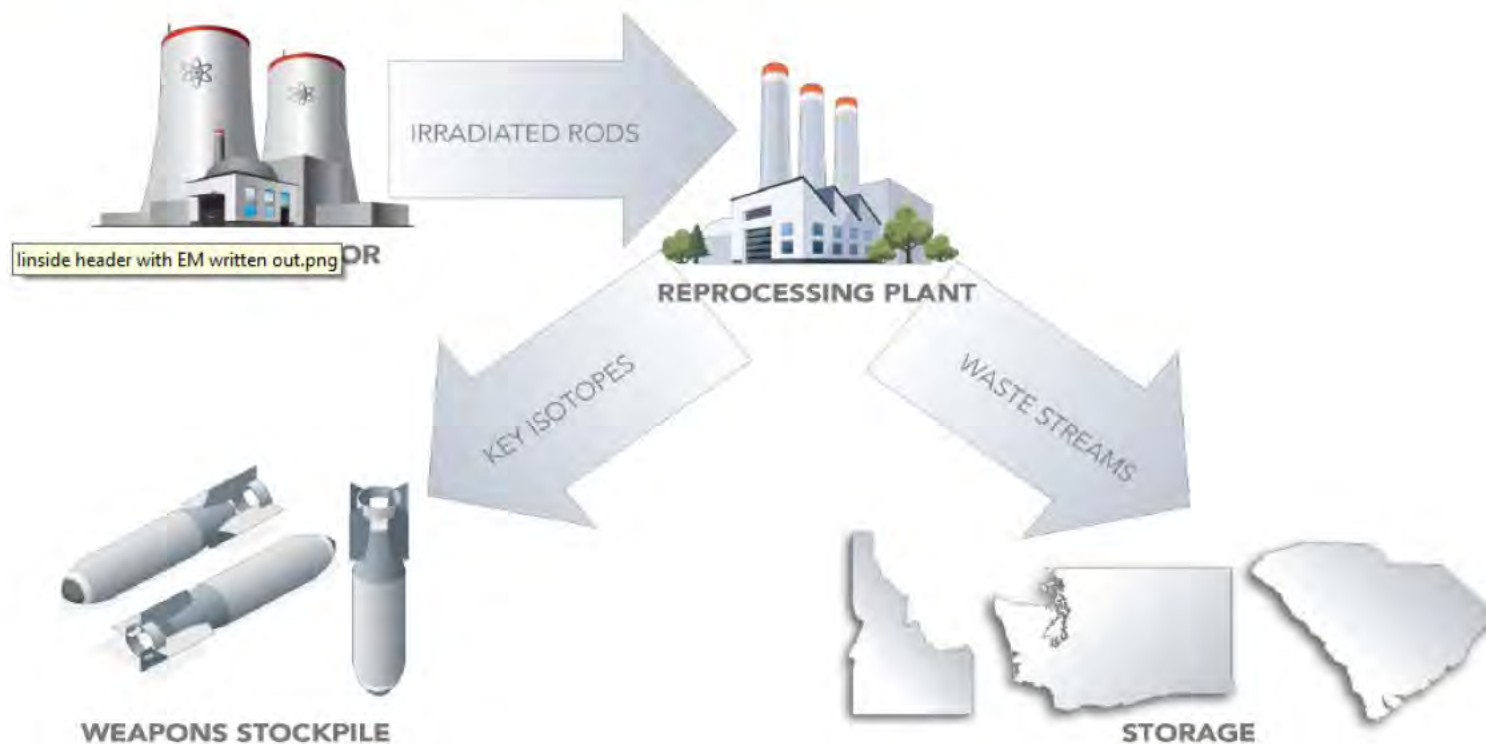 IRRADIATED RODS
linside header with EM written out.png
OR
REPROCESSING PLANT
KEY ISOTOPES
WASTE STREAMS
WEAPONS STOCKPILE
STORAGE